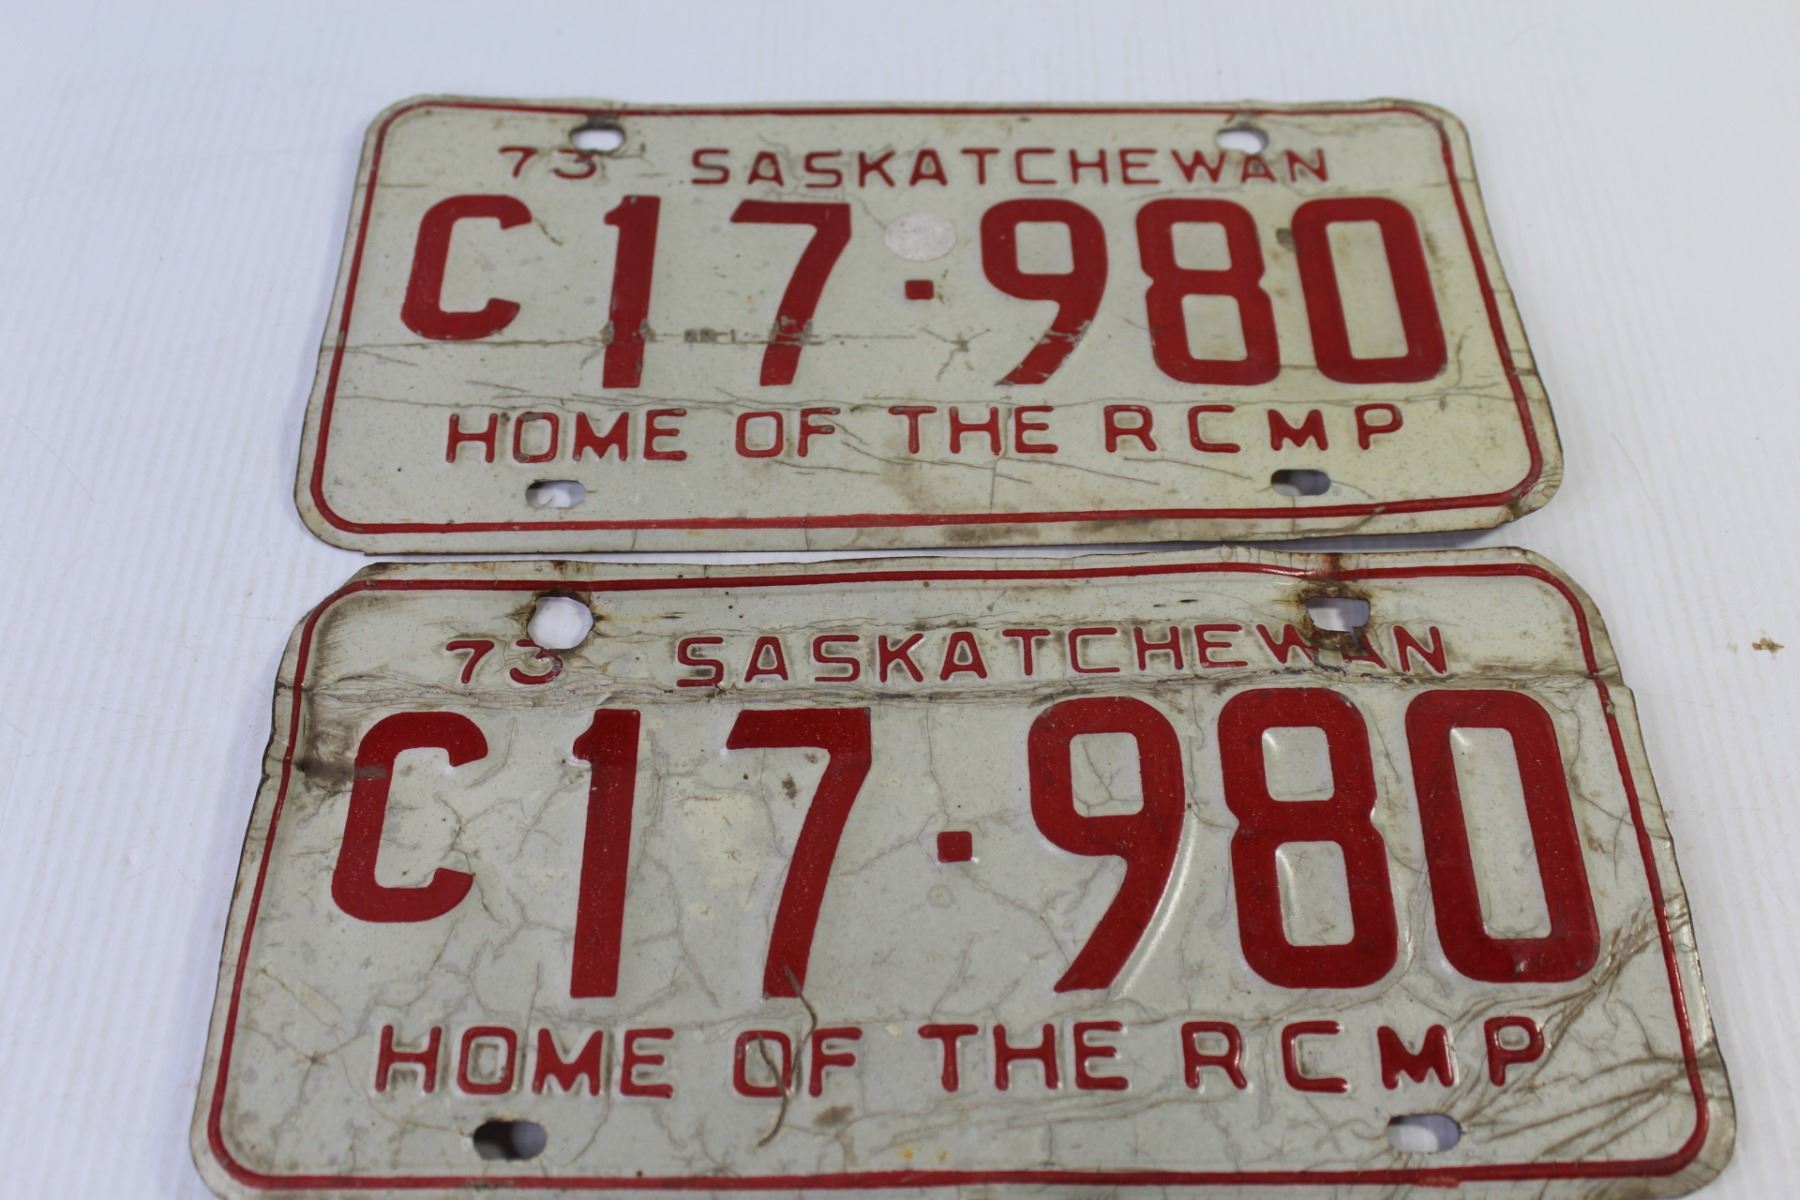 73 SASKATCHEWAN
C17·980
HOME OF THE RCMP
73 SASKATCHEWAN
C17·980
HOME OF THE RCMP